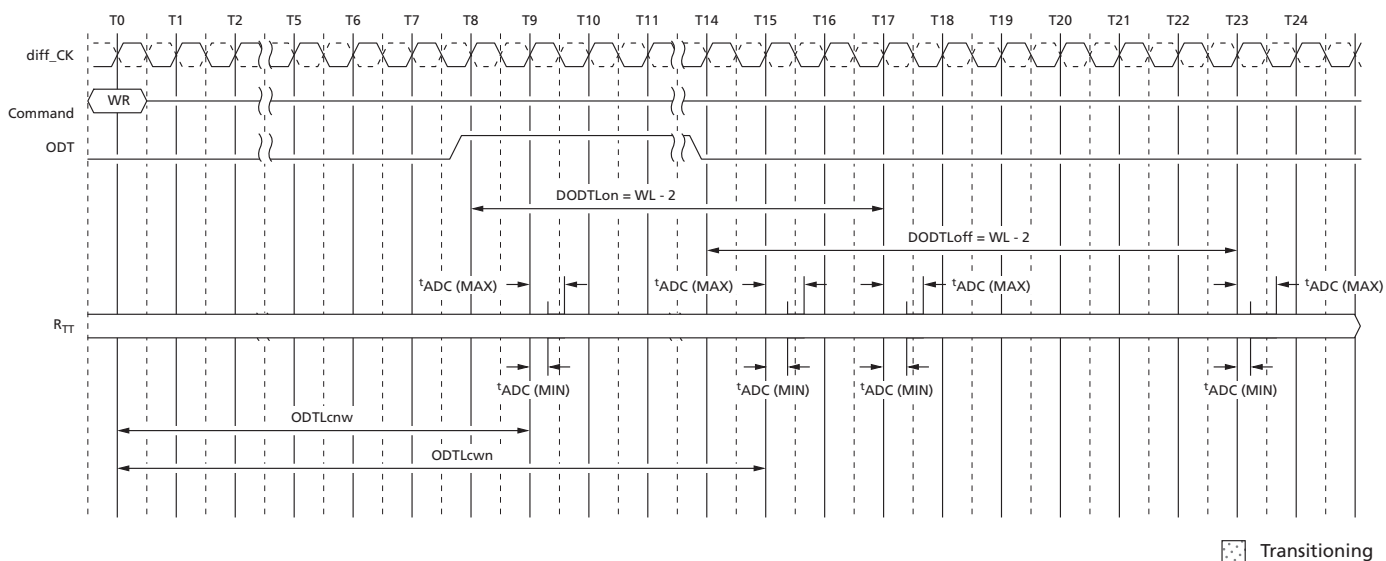 T0 T1 T2 T5 T6 T7 T8 T9 T10 T11 T14 T15 T16 T17 T18 T19 T20 T21 T22 T23 T24
diff_CK
WR
Command
ODT
DODTLon = WL - 2
DODTLoff = WL - 2
tADC (MAX) tADC (MAX) tADC (MAX) tADC (MAX)
RTT
tADC (MIN) tADC (MIN) tADC (MIN) tADC (MIN)
ODTLcnw
ODTLcwn
Transitioning